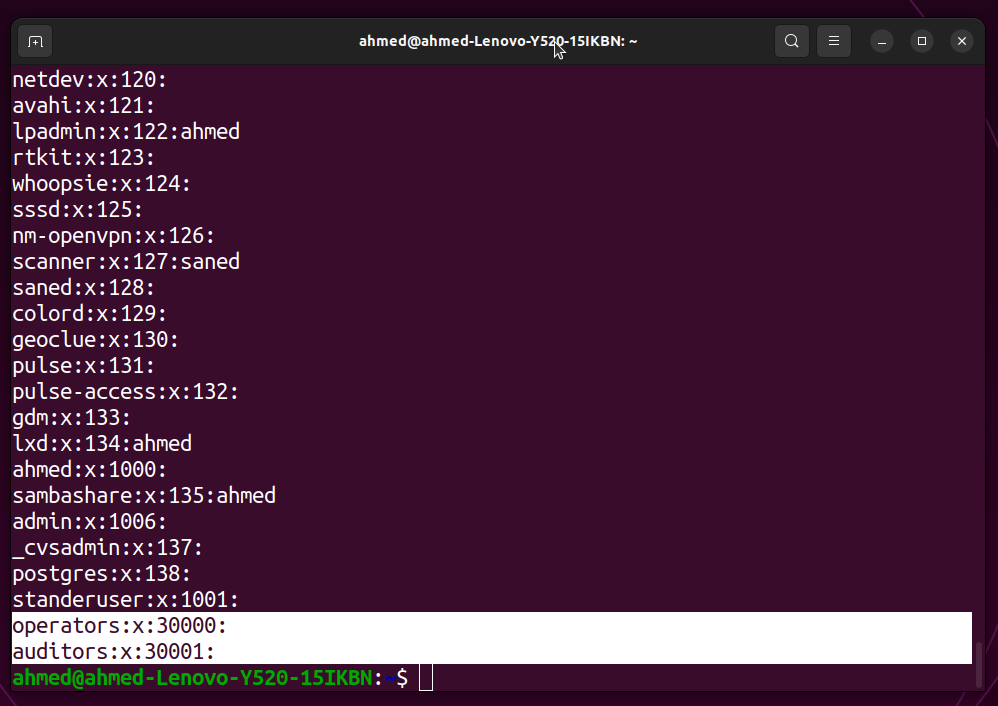 ahmed@ahmed-Lenovo-Y520-15IKBN: ~
netdev:x:120:
avahi:x:121:
lpadmin:x:122:ahmed
rtkit:x:123:
whoopsie:x:124:
sssd:x:125:
nm-openvpn:x:126:
scanner:x:127:saned
saned:x:128:
colord:x:129:
geoclue:x:130:
pulse:x:131:
pulse-access:x:132:
gdm:x:133:
lxd:x:134:ahmed
ahmed:x:1000:
sambashare:x:135:ahmed
admin:x:1006:
_cvsadmin:x:137:
postgres:x:138:
standeruser:x:1001:
operators:x:30000:
auditors:x:30001:
ahmed@ahmed-Lenovo-Y520-15IKBN:~$